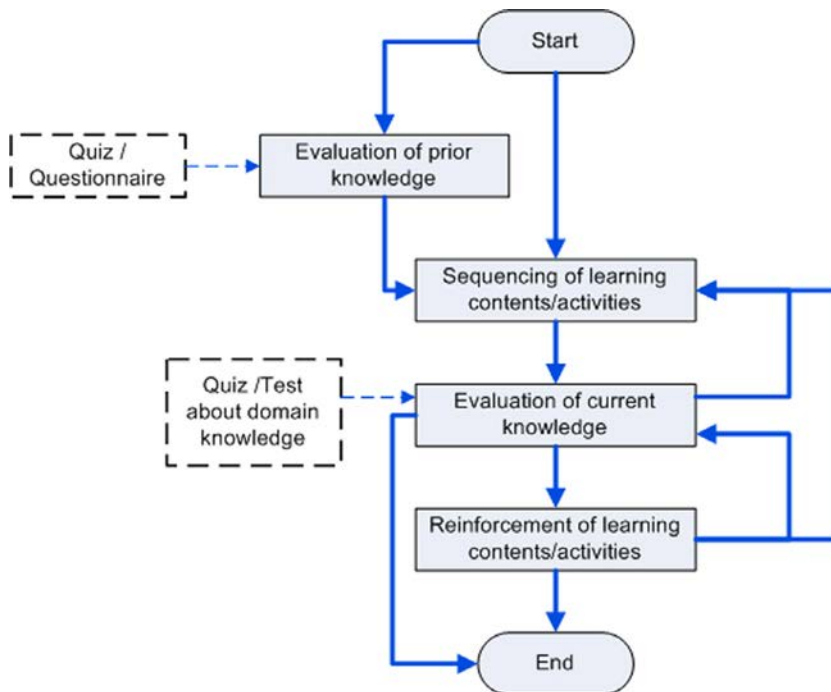 Start
Quiz /
Questionnaire
Evaluation of prior
knowledge
Sequencing of learning
contents/activities
Quiz /Test
about domain
knowledge
Evaluation of current
knowledge
Reinforcement of learning
contents/activities
End